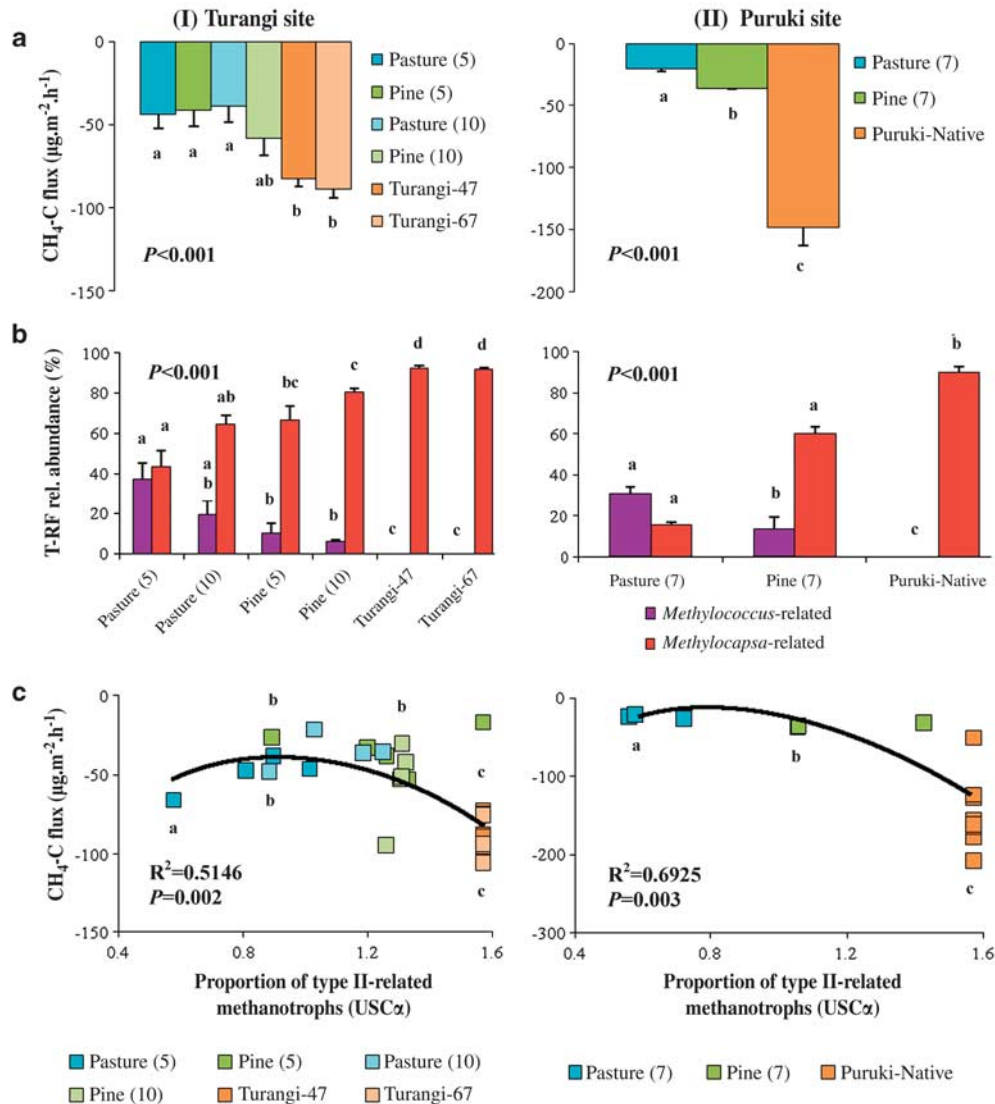 (I) Turangi site
(II) Puruki site
a
CH₄-C flux (µg.m⁻².h⁻¹)
0
-50
-100
-150
a
a
a
ab
b
b
P<0.001
Pasture (5)
Pine (5)
Pasture (10)
Pine (10)
Turangi-47
Turangi-67
0
-50
-100
-150
-200
a
b
c
P<0.001
Pasture (7)
Pine (7)
Puruki-Native
b
T-RF rel. abundance (%)
100
80
60
40
20
0
P<0.001
a
a
a
b
ab
b
bc
b
c
c
d
c
d
Pasture (5)
Pasture (10)
Pine (5)
Pine (10)
Turangi-47
Turangi-67
100
80
60
40
20
0
P<0.001
a
a
b
a
c
b
Pasture (7)
Pine (7)
Puruki-Native
Methylococcus-related
Methylocapsa-related
c
CH₄-C flux (µg.m⁻².h⁻¹)
0
-50
-100
-150
b
b
c
b
a
c
R²=0.5146
P=0.002
0.4
0.8
1.2
1.6
Proportion of type II-related
methanotrophs (USCα)
0
-100
-200
-300
a
b
c
R²=0.6925
P=0.003
0.4
0.8
1.2
1.6
Proportion of type II-related
methanotrophs (USCα)
Pasture (5)
Pine (5)
Pasture (10)
Pine (10)
Turangi-47
Turangi-67
Pasture (7)
Pine (7)
Puruki-Native